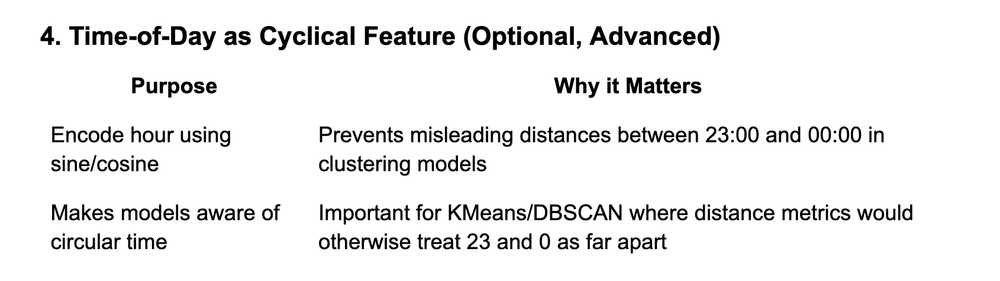 4. Time-of-Day as Cyclical Feature (Optional, Advanced)
Purpose
Why it Matters
Encode hour using
sine/cosine
Prevents misleading distances between 23:00 and 00:00 in
clustering models
Makes models aware of
circular time
Important for KMeans/DBSCAN where distance metrics would
otherwise treat 23 and 0 as far apart